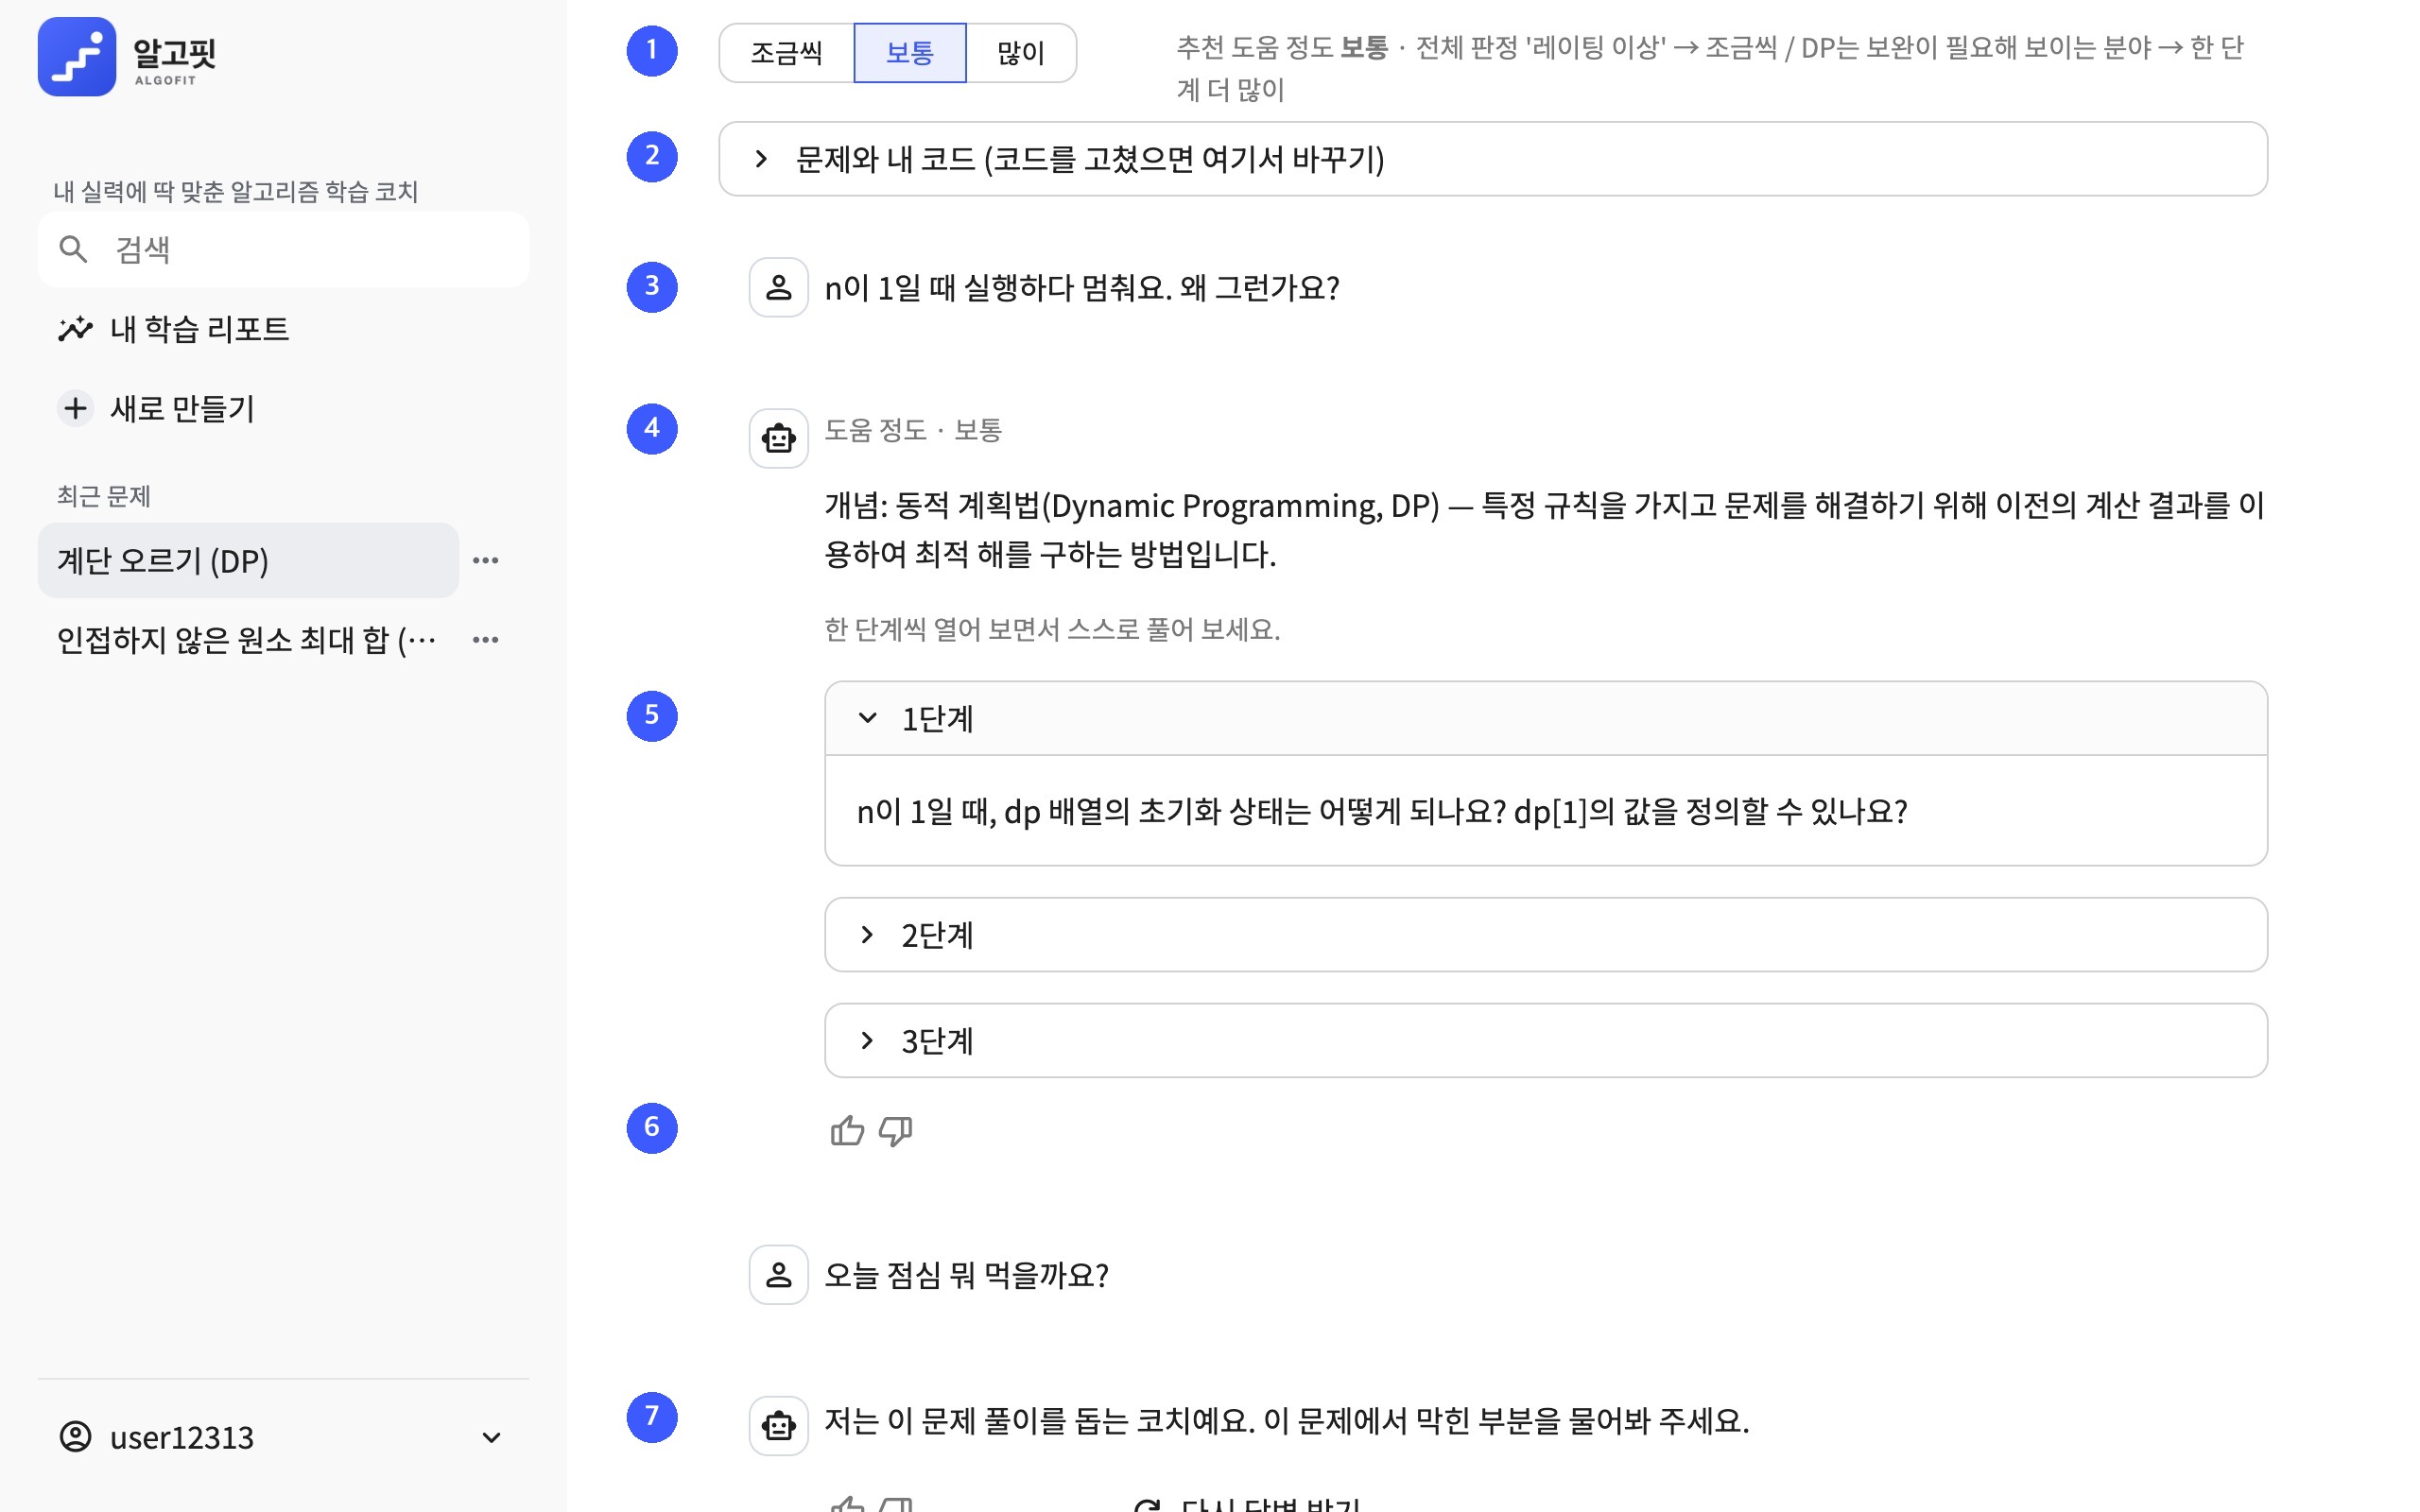 알고핏
ALGOFIT
내 실력에 딱 맞춘 알고리즘 학습 코치
검색
내 학습 리포트
새로 만들기
최근 문제
계단 오르기 (DP)
인접하지 않은 원소 최대 합 (…
user12313
1
조금씩
보통
많이
추천 도움 정도 보통 · 전체 판정 '레이팅 이상' → 조금씩 / DP는 보완이 필요해 보이는 분야 → 한 단
계 더 많이
2
문제와 내 코드 (코드를 고쳤으면 여기서 바꾸기)
3
n이 1일 때 실행하다 멈춰요. 왜 그런가요?
4
도움 정도 · 보통
개념: 동적 계획법(Dynamic Programming, DP) — 특정 규칙을 가지고 문제를 해결하기 위해 이전의 계산 결과를 이
용하여 최적 해를 구하는 방법입니다.
한 단계씩 열어 보면서 스스로 풀어 보세요.
5
1단계
n이 1일 때, dp 배열의 초기화 상태는 어떻게 되나요? dp[1]의 값을 정의할 수 있나요?
2단계
3단계
6
오늘 점심 뭐 먹을까요?
7
저는 이 문제 풀이를 돕는 코치예요. 이 문제에서 막힌 부분을 물어봐 주세요.
다시 답변 받기